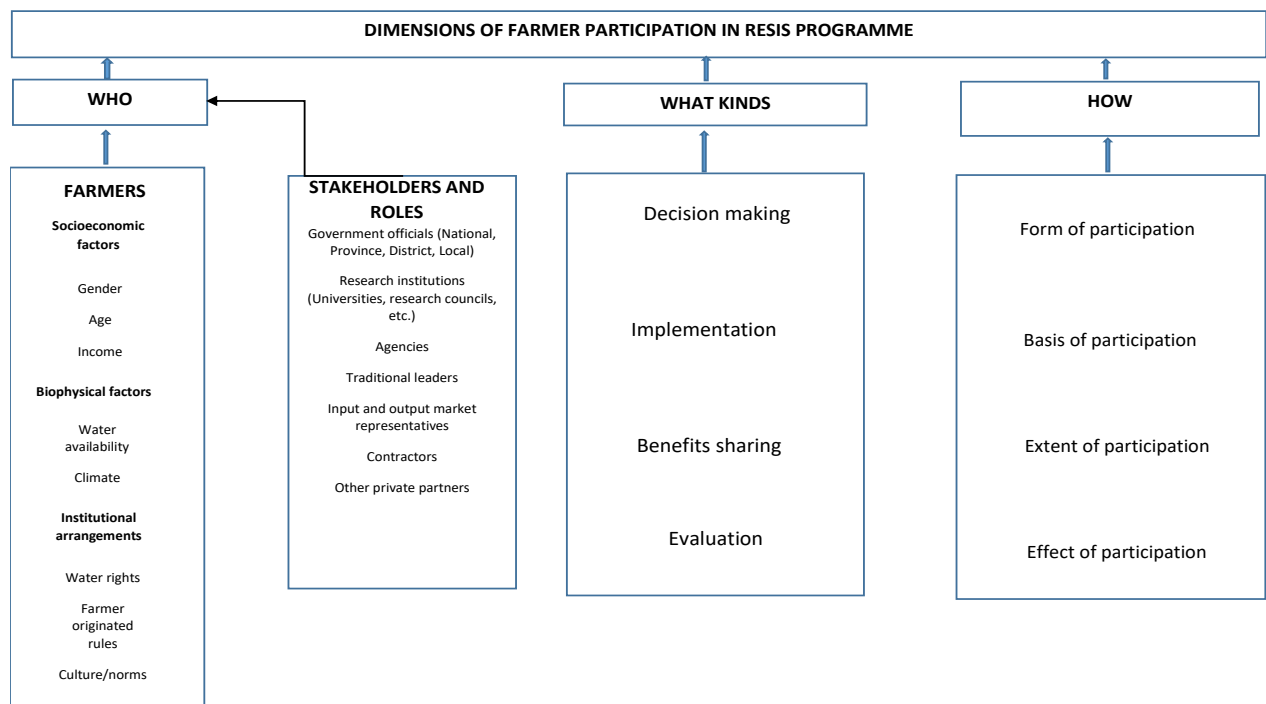 DIMENSIONS OF FARMER PARTICIPATION IN RESIS PROGRAMME
WHO
WHAT KINDS
HOW
FARMERS
Socioeconomic
factors
Gender
Age
Income
Biophysical factors
Water
availability
Climate
Institutional
arrangements
Water rights
Farmer
originated
rules
Culture/norms
STAKEHOLDERS AND
ROLES
Government officials (National,
Province, District, Local)
Research institutions
(Universities, research councils,
etc.)
Agencies
Traditional leaders
Input and output market
representatives
Contractors
Other private partners
Decision making
Implementation
Benefits sharing
Evaluation
Form of participation
Basis of participation
Extent of participation
Effect of participation